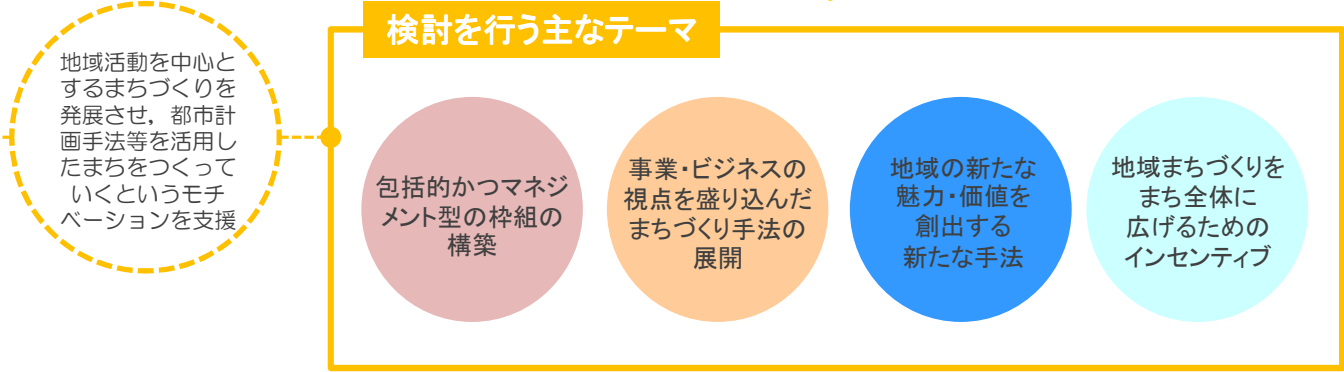 検討を行う主なテーマ
地域活動を中心と
するまちづくりを
発展させ，都市計
画手法等を活用し
たまちをつくって
いくというモチ
ベーションを支援
包括的かつマネジ
メント型の枠組の
構築
事業・ビジネスの
視点を盛り込んだ
まちづくり手法の
展開
地域の新たな
魅力・価値を
創出する
新たな手法
地域まちづくりを
まち全体に
広げるための
インセンティブ